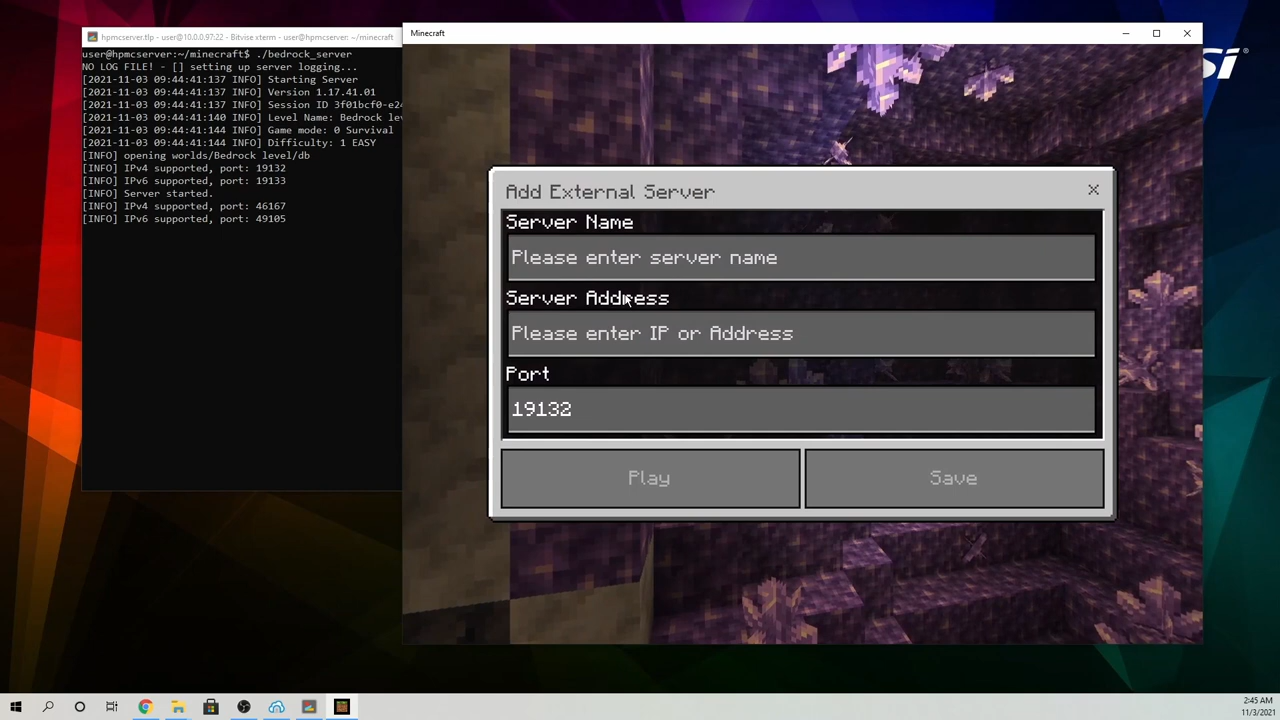 hpmcserver.tlp - user@10.0.0.97:22 - Bitvise xterm - user@hpmcserver: ~/minecraft
user@hpmcserver:~/minecraft$ ./bedrock_server
NO LOG FILE! - [] setting up server logging...
[2021-11-03 09:44:41:137 INFO] Starting Server
[2021-11-03 09:44:41:137 INFO] Version 1.17.41.01
[2021-11-03 09:44:41:137 INFO] Session ID 3f01bcf0-e24
[2021-11-03 09:44:41:140 INFO] Level Name: Bedrock lev
[2021-11-03 09:44:41:144 INFO] Game mode: 0 Survival
[2021-11-03 09:44:41:144 INFO] Difficulty: 1 EASY
[INFO] opening worlds/Bedrock level/db
[INFO] IPv4 supported, port: 19132
[INFO] IPv6 supported, port: 19133
[INFO] Server started.
[INFO] IPv4 supported, port: 46167
[INFO] IPv6 supported, port: 49105
Minecraft
Add External Server
Server Name
Please enter server name
Server Address
Please enter IP or Address
Port
19132
Play
Save
si®
2:45 AM
11/3/2021